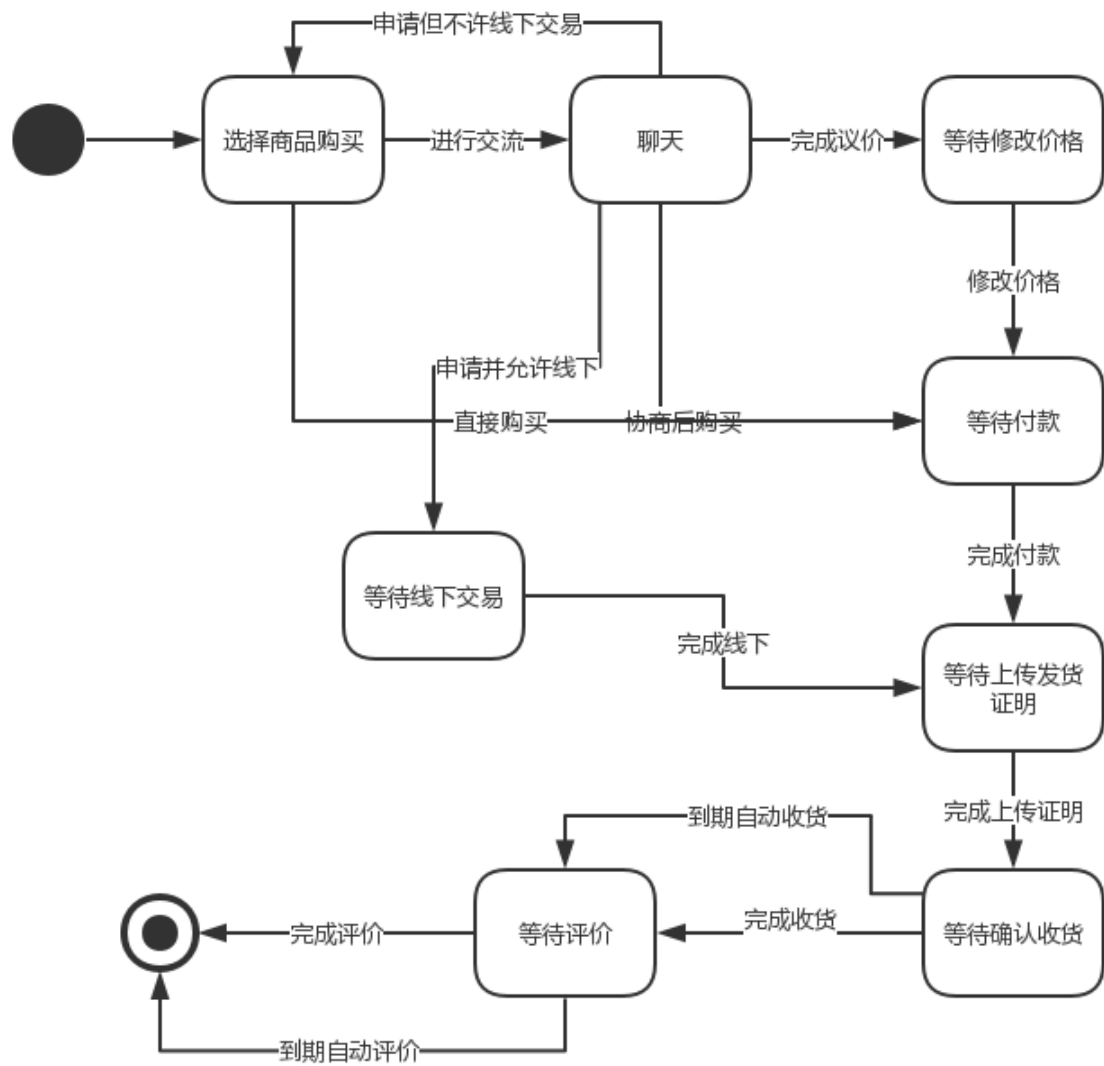 申请但不许线下交易
选择商品购买
进行交流
聊天
完成议价
等待修改价格
修改价格
申请并允许线下
直接购买
协商后购买
等待付款
完成付款
等待线下交易
完成线下
等待上传发货
证明
完成上传证明
到期自动收货
完成评价
等待评价
完成收货
等待确认收货
到期自动评价